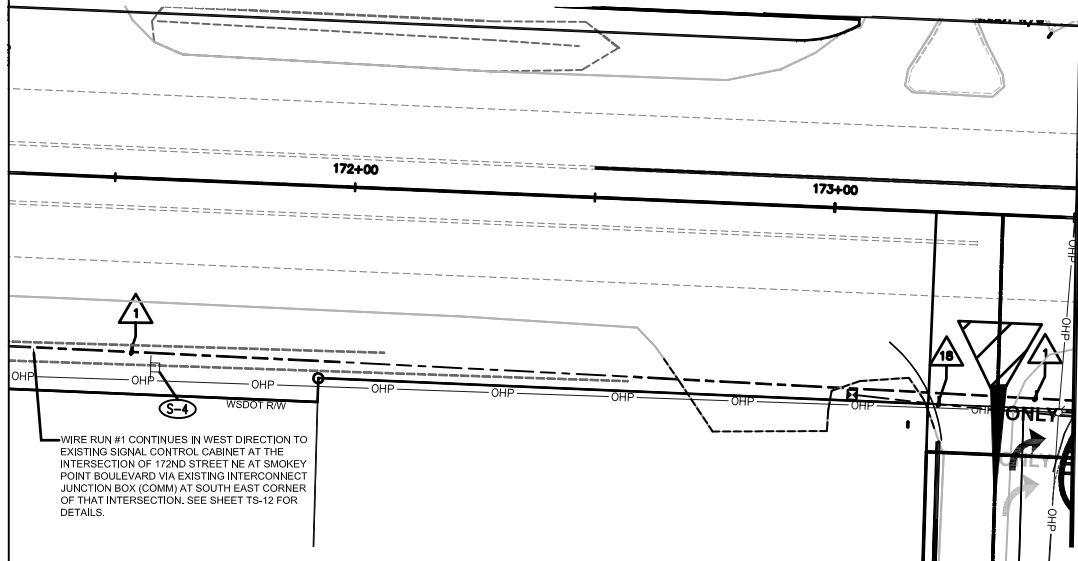 172+00
173+00
OHP
1
18
1
OHP
OHP
OHP
OHP
OHP
OHP
OHP
OHP
OHP
OHP
S-4
WSDOT R/W
ONLY
ONLY
WIRE RUN #1 CONTINUES IN WEST DIRECTION TO
EXISTING SIGNAL CONTROL CABINET AT THE
INTERSECTION OF 172ND STREET NE AT SMOKEY
POINT BOULEVARD VIA EXISTING INTERCONNECT
JUNCTION BOX (COMM) AT SOUTH EAST CORNER
OF THAT INTERSECTION. SEE SHEET TS-12 FOR
DETAILS.
OHP